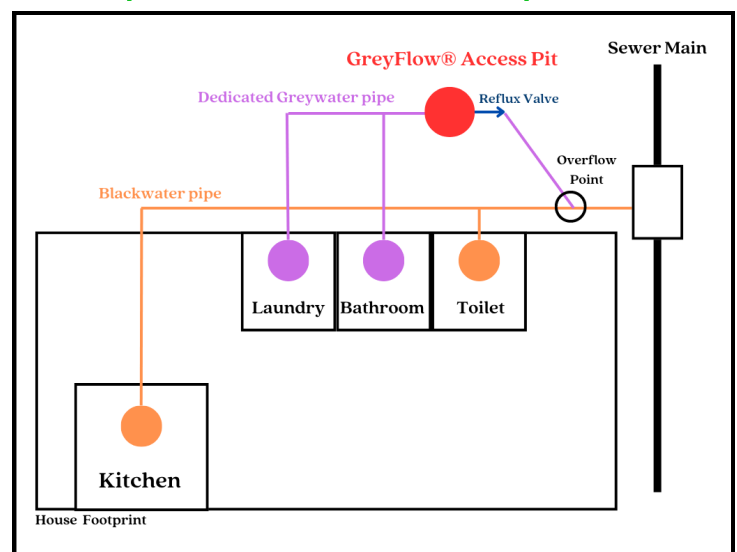 Sewer Main
GreyFlow® Access Pit
Dedicated Greywater pipe
Reflux Valve
Overflow
Point
Blackwater pipe
Laundry
Bathroom
Toilet
Kitchen
House Footprint